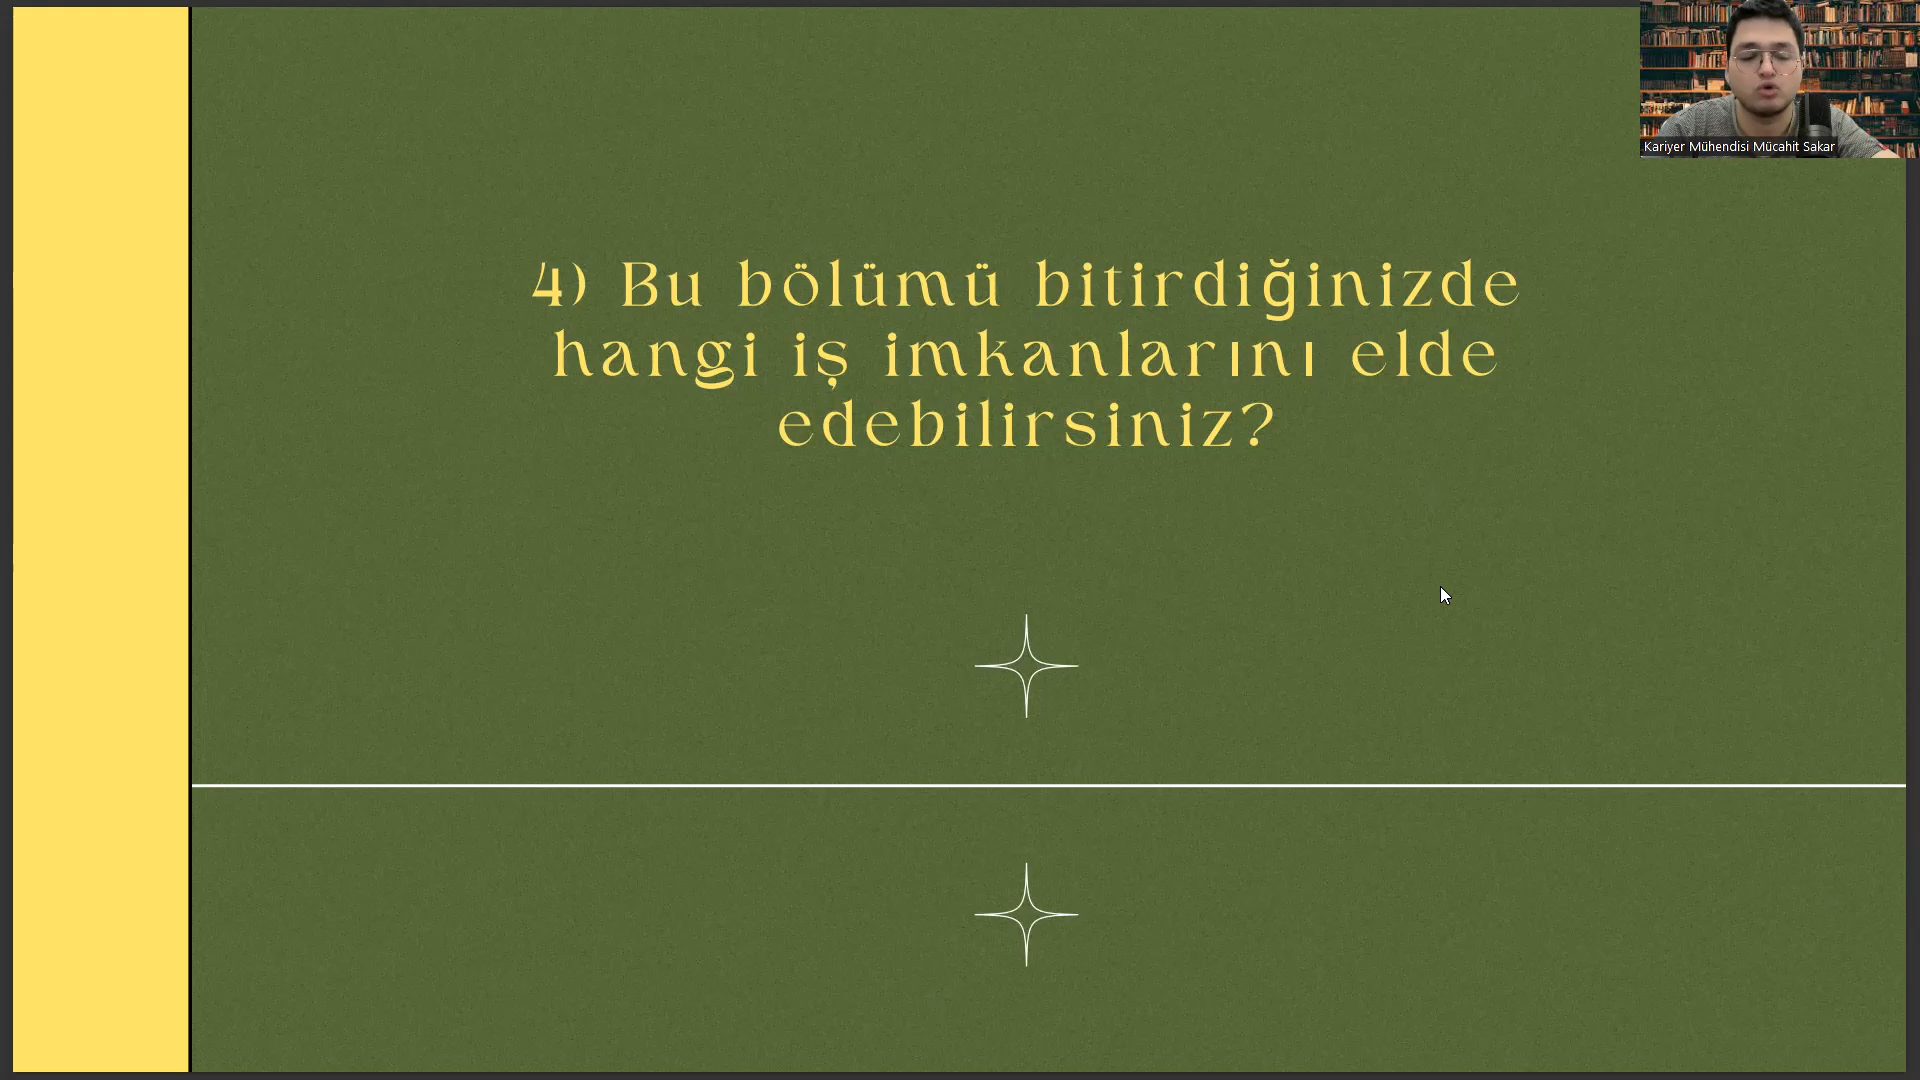 4) Bu bölümü bitirdiğinizde
hangi iş imkanlarını elde
edebilirsiniz?
Kariyer Mühendisi Mücahit Sakar